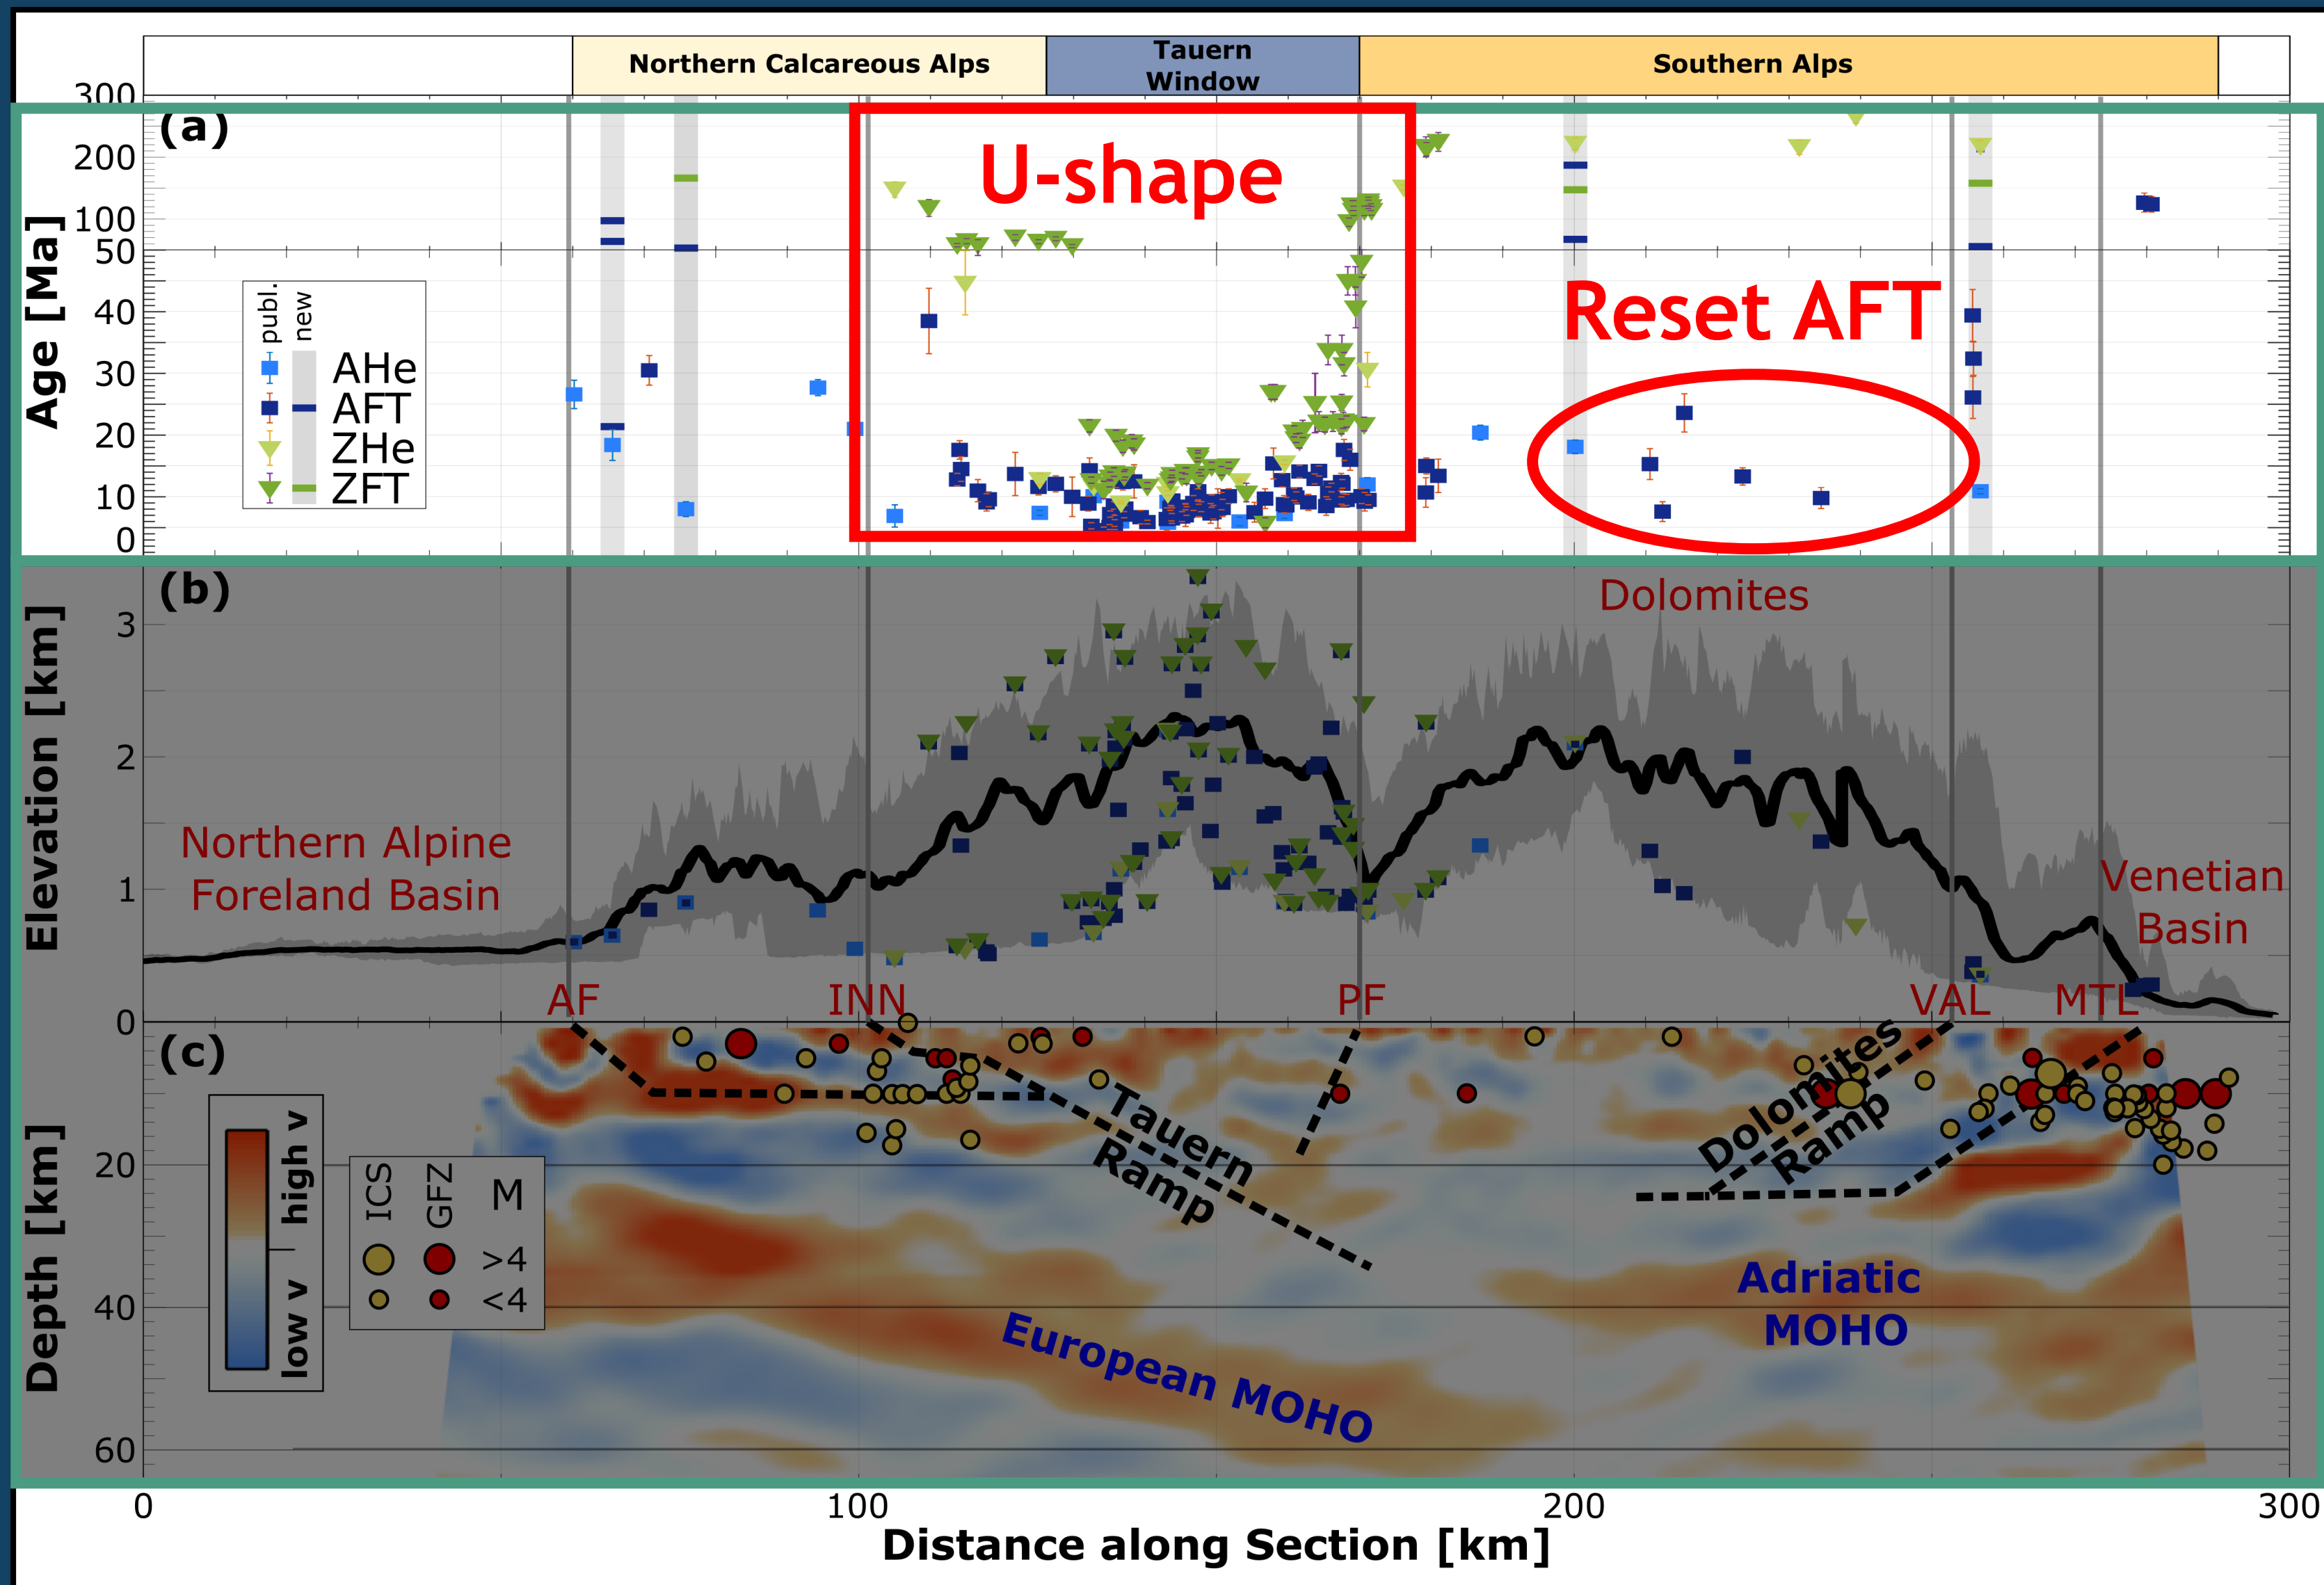 Northern Calcareous Alps
Tauern
Window
Southern Alps
(a)
U-shape
Reset AFT
Age [Ma]
300
200
100
50
40
30
20
10
0
publ.
new
AHe
AFT
ZHe
ZFT
(b)
Dolomites
Northern Alpine
Foreland Basin
Venetian
Basin
Elevation [km]
3
2
1
0
AF
INN
PF
VAL
MTL
(c)
Tauern
Ramp
Dolomites
Ramp
Adriatic
MOHO
European MOHO
low v
high v
ICS
GFZ
M
>4
<4
Depth [km]
20
40
60
0
100
200
300
Distance along Section [km]